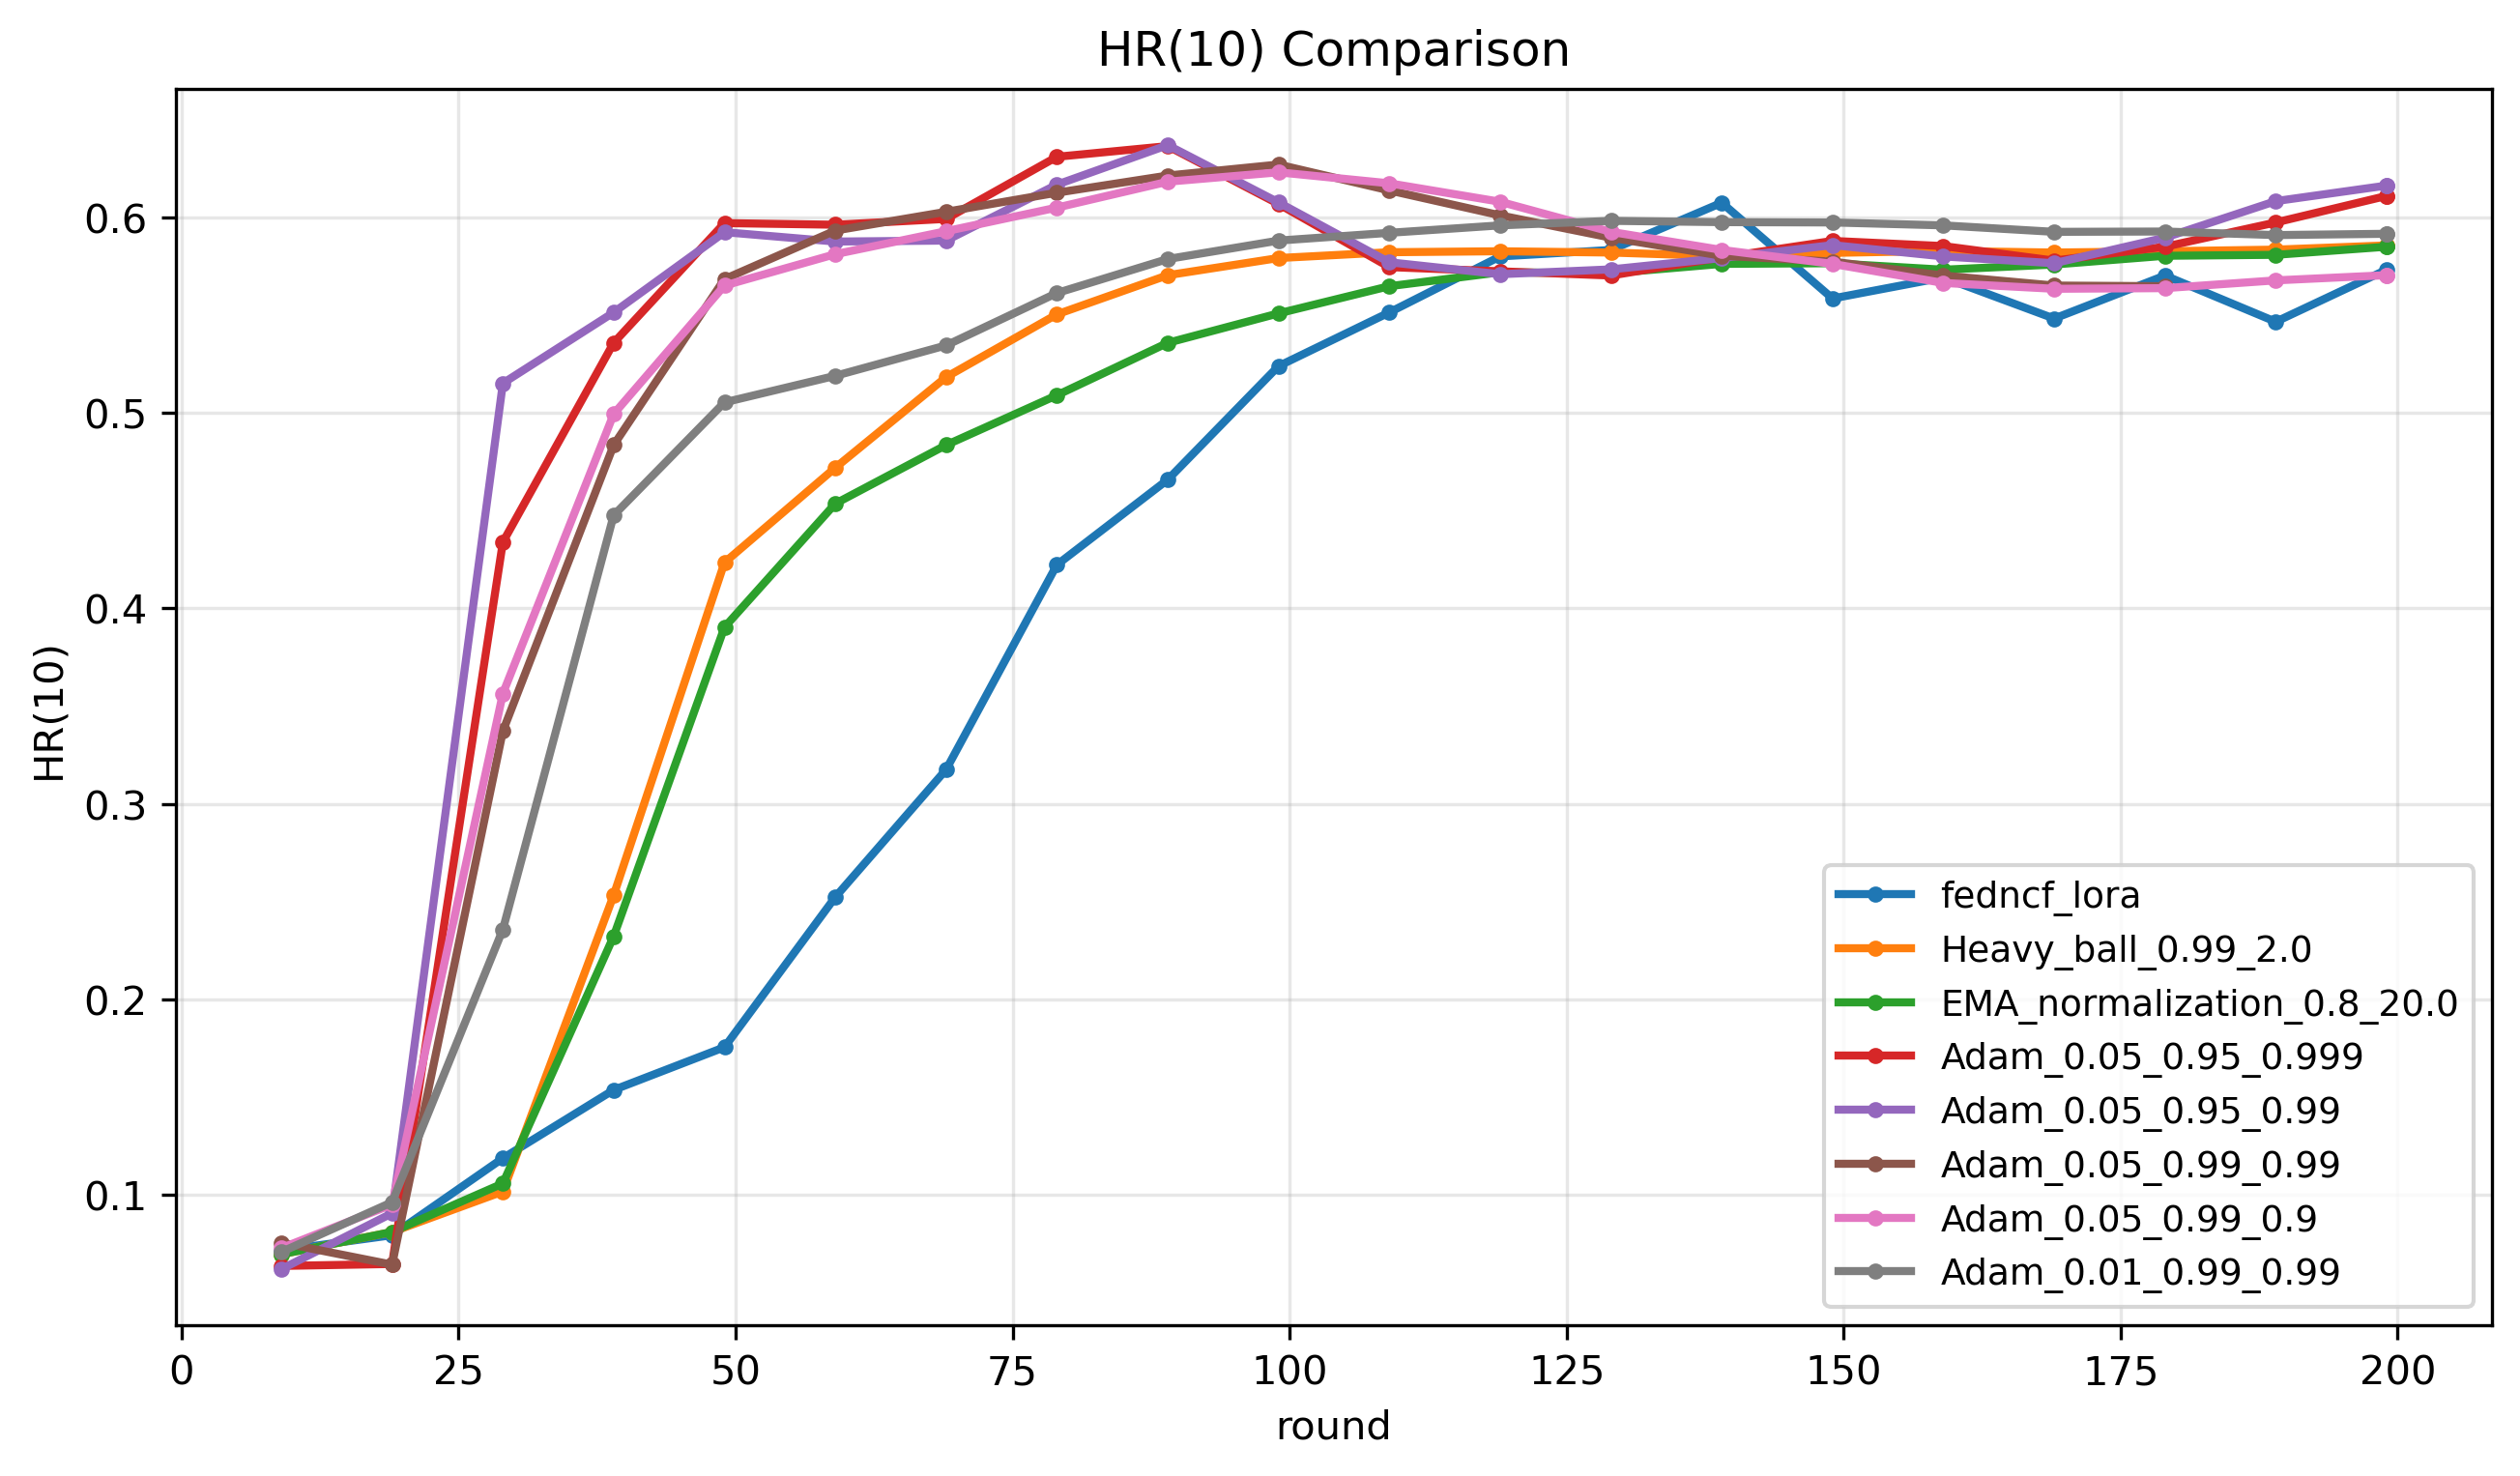 HR(10) Comparison
HR(10)
0.6
0.5
0.4
0.3
0.2
0.1
0 25 50 75 100 125 150 175 200
round
fedncf_lora
Heavy_ball_0.99_2.0
EMA_normalization_0.8_20.0
Adam_0.05_0.95_0.999
Adam_0.05_0.95_0.99
Adam_0.05_0.99_0.99
Adam_0.05_0.99_0.9
Adam_0.01_0.99_0.99